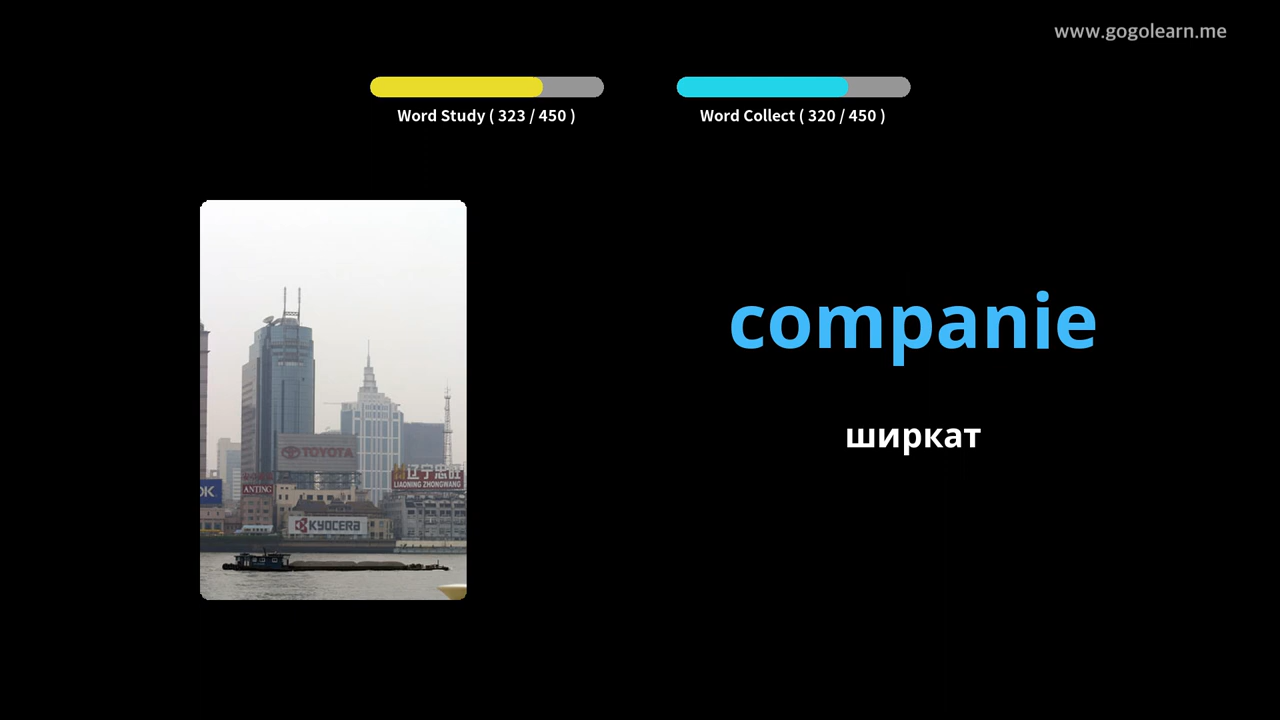 www.gogolearn.me
Word Study ( 323 / 450 )
Word Collect ( 320 / 450 )
companie
ширкат
TOYOTA
辽宁忠旺
LIAONING ZHONGWANG
OK
ANTING
KYOCERA